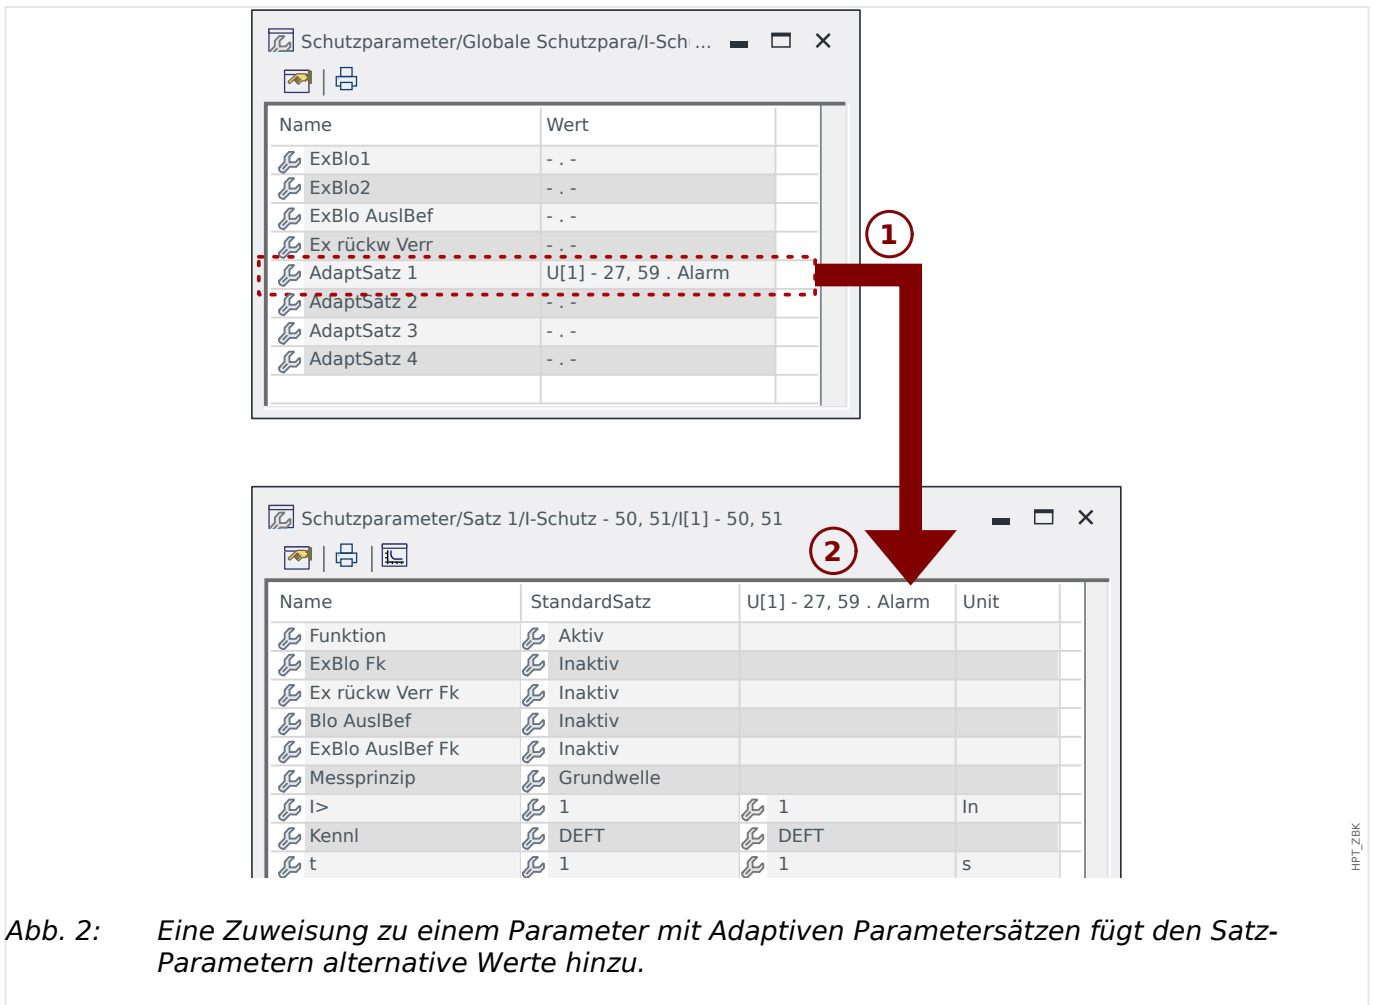 Schutzparameter/Globale Schutzpara/I-Sch ...
Name Wert
ExBlo1 - . -
ExBlo2 - . -
ExBlo AuslBef - . -
Ex rückw Verr - . -
AdaptSatz 1 U[1] - 27, 59 . Alarm
AdaptSatz 2 - . -
AdaptSatz 3 - . -
AdaptSatz 4 - . -
1
Schutzparameter/Satz 1/I-Schutz - 50, 51/I[1] - 50, 51
2
Name StandardSatz U[1] - 27, 59 . Alarm Unit
Funktion Aktiv
ExBlo Fk Inaktiv
Ex rückw Verr Fk Inaktiv
Blo AuslBef Inaktiv
ExBlo AuslBef Fk Inaktiv
Messprinzip Grundwelle
I> 1 1 In
Kennl DEFT DEFT
t 1 1 s
HPT_ZBK
Abb. 2: Eine Zuweisung zu einem Parameter mit Adaptiven Parametersätzen fügt den Satz-
Parametern alternative Werte hinzu.